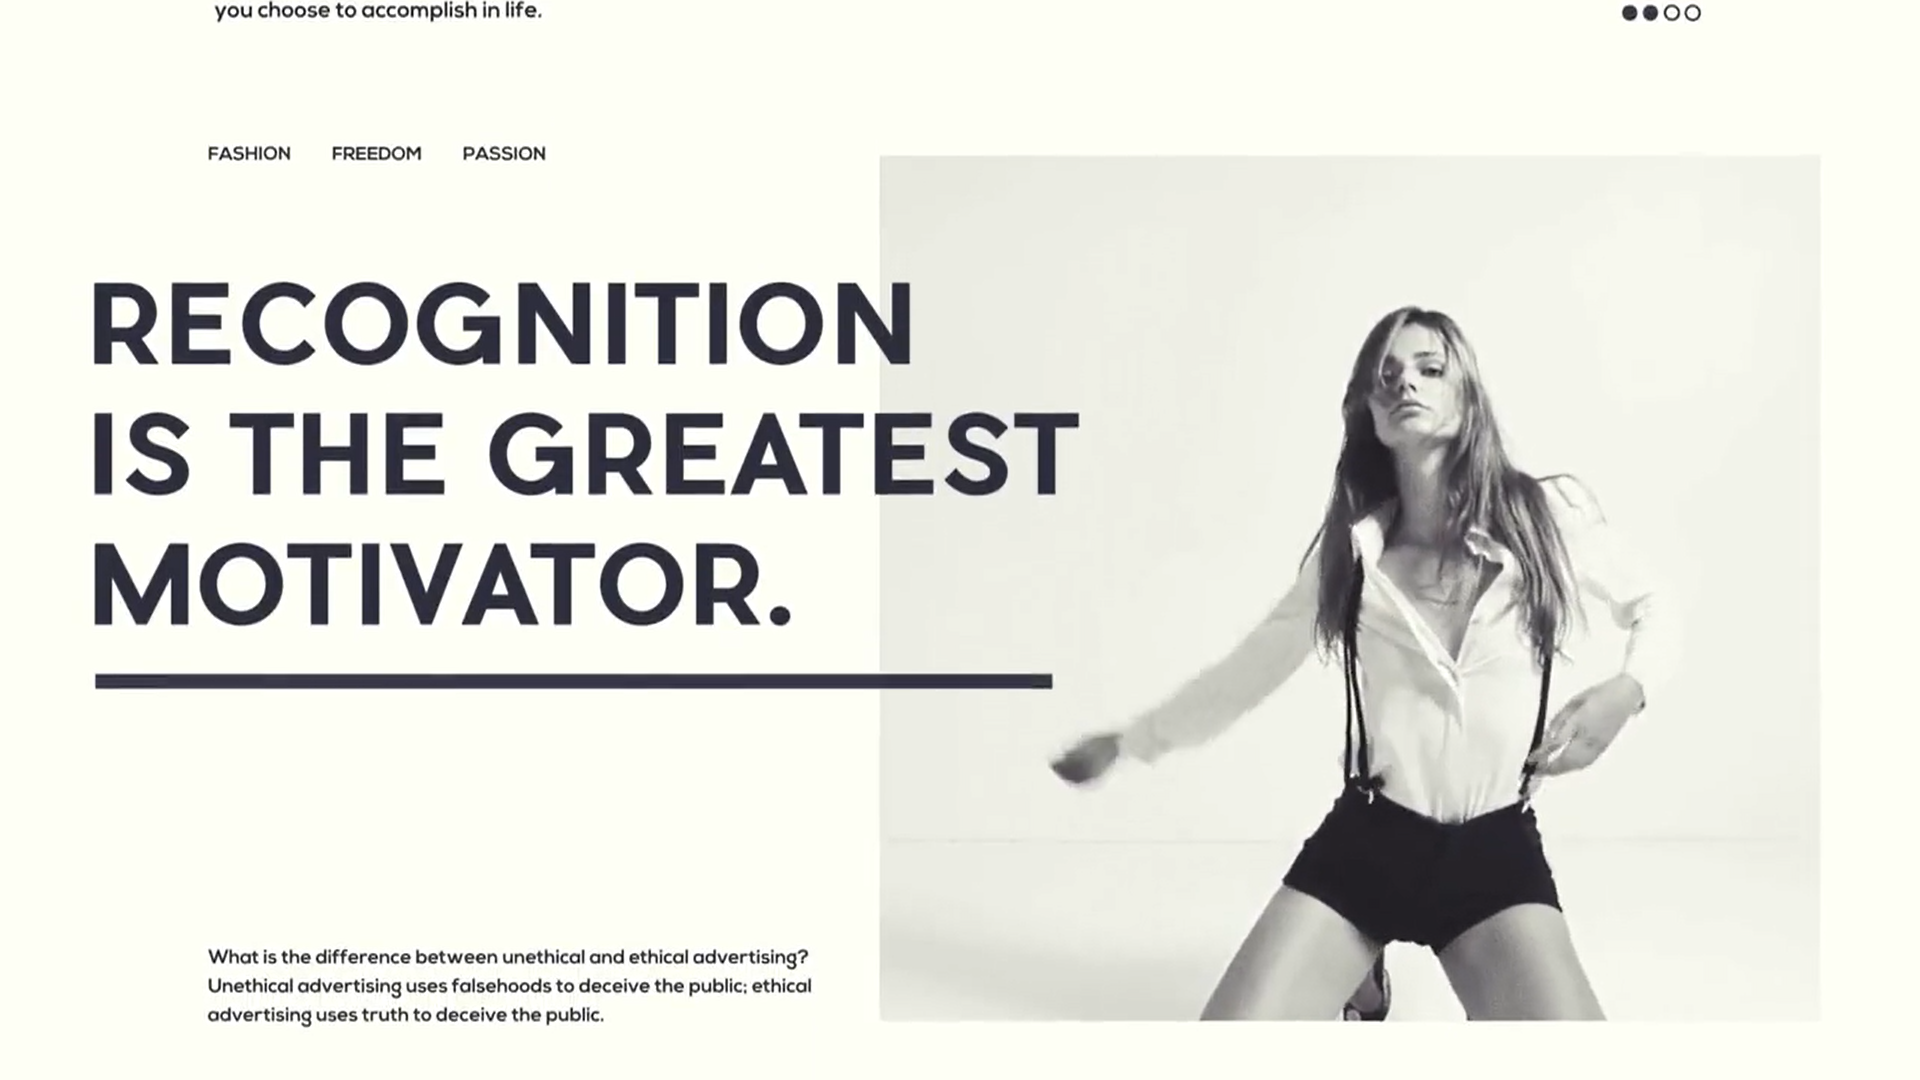 you choose to accomplish in life.
FASHION FREEDOM PASSION
RECOGNITION
IS THE GREATEST
MOTIVATOR.
What is the difference between unethical and ethical advertising?
Unethical advertising uses falsehoods to deceive the public; ethical
advertising uses truth to deceive the public.